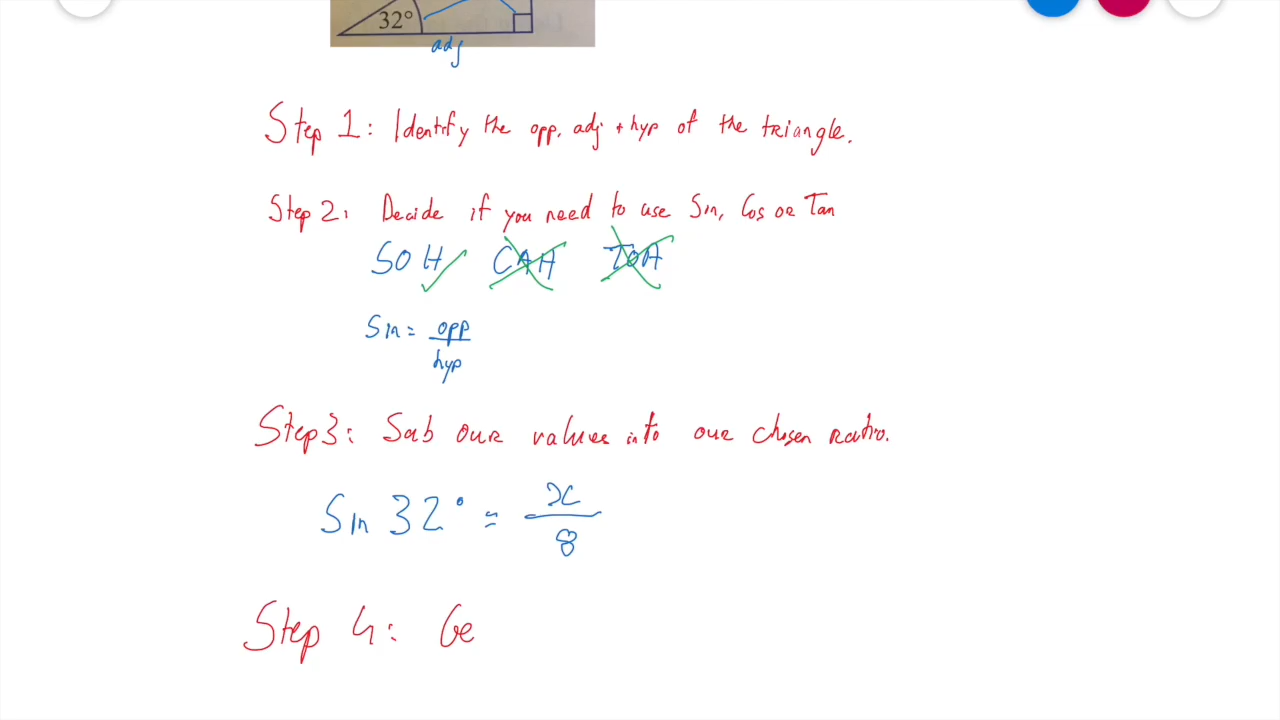 32°
adj
Step 1: Identify the opp, adj + hyp of the triangle.
Step 2: Decide if you need to use Sin, Cos or Tan
SOH CAH TOA
Sin = opp
hyp
Step 3: Sub our values into our chosen ratio.
Sin 32° = x
8
Step 4: Ge